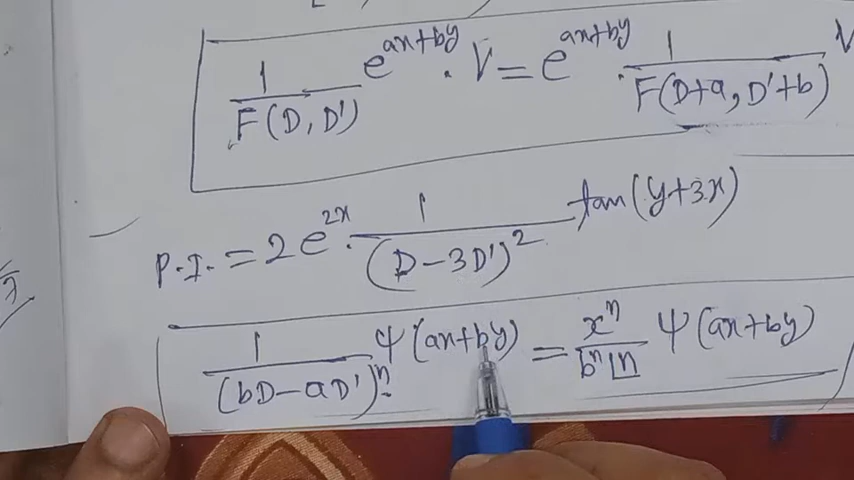 1/F(D, D') e^(ax+by) · V = e^(ax+by) · 1/F(D+a, D'+b) V
P.I. = 2 e^(2x) · 1/(D-3D')^2 tan(y+3x)
1/(bD-aD')^n ψ(ax+by) = x^n/(b^n ⌊n) ψ(ax+by)